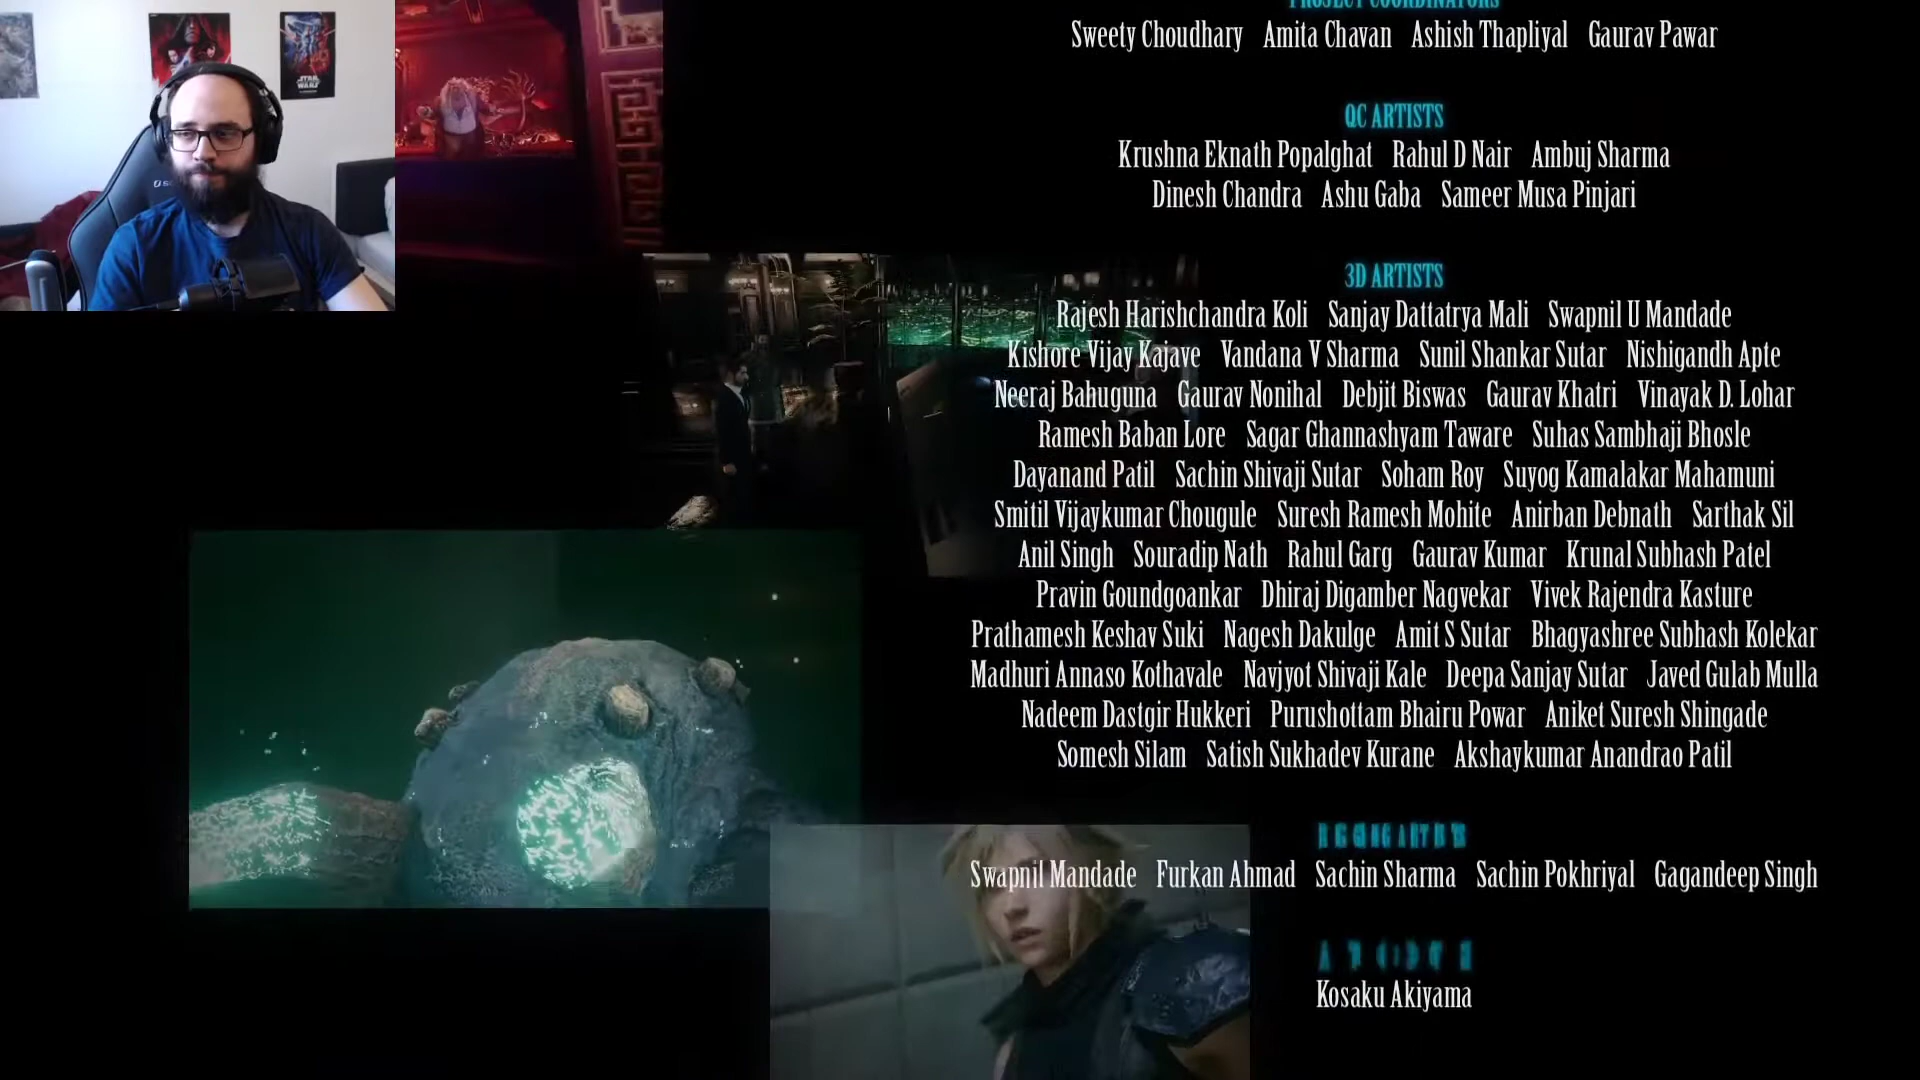 STAR
WARS
PROJECT COORDINATORS
Sweety Choudhary Amita Chavan Ashish Thapliyal Gaurav Pawar
QC ARTISTS
Krushna Eknath Popalghat Rahul D Nair Ambuj Sharma
Dinesh Chandra Ashu Gaba Sameer Musa Pinjari
3D ARTISTS
Rajesh Harishchandra Koli Sanjay Dattatrya Mali Swapnil U Mandade
Kishore Vijay Kajave Vandana V Sharma Sunil Shankar Sutar Nishigandh Apte
Neeraj Bahuguna Gaurav Nonihal Debjit Biswas Gaurav Khatri Vinayak D. Lohar
Ramesh Baban Lore Sagar Ghannashyam Taware Suhas Sambhaji Bhosle
Dayanand Patil Sachin Shivaji Sutar Soham Roy Suyog Kamalakar Mahamuni
Smitil Vijaykumar Chougule Suresh Ramesh Mohite Anirban Debnath Sarthak Sil
Anil Singh Souradip Nath Rahul Garg Gaurav Kumar Krunal Subhash Patel
Pravin Goundgoankar Dhiraj Digamber Nagvekar Vivek Rajendra Kasture
Prathamesh Keshav Suki Nagesh Dakulge Amit S Sutar Bhagyashree Subhash Kolekar
Madhuri Annaso Kothavale Navjyot Shivaji Kale Deepa Sanjay Sutar Javed Gulab Mulla
Nadeem Dastgir Hukkeri Purushottam Bhairu Powar Aniket Suresh Shingade
Somesh Silam Satish Sukhadev Kurane Akshaykumar Anandrao Patil
Swapnil Mandade Furkan Ahmad Sachin Sharma Sachin Pokhriyal Gagandeep Singh
Kosaku Akiyama